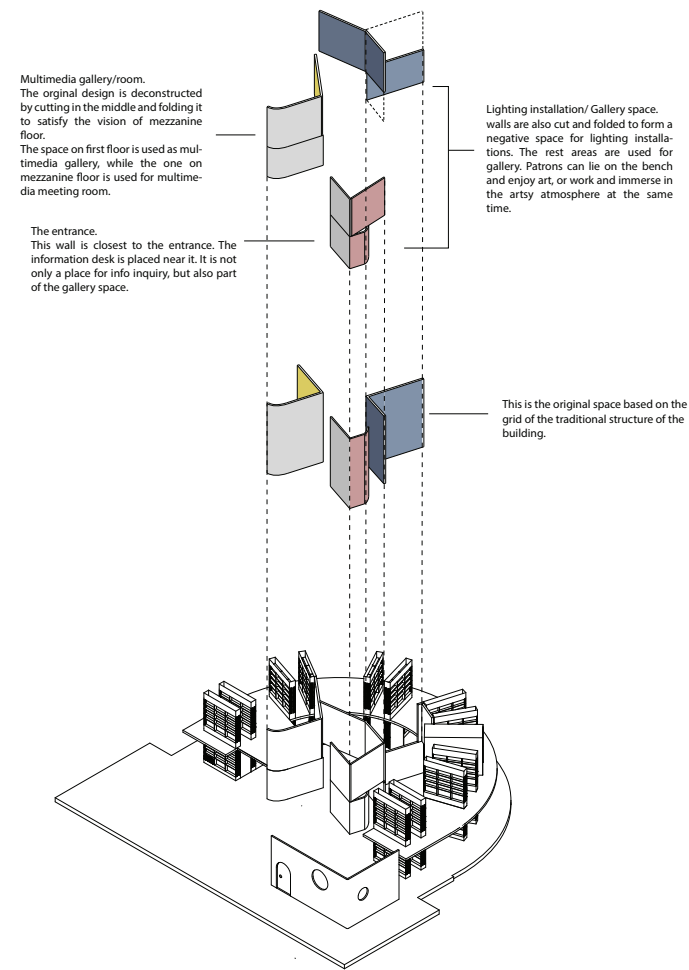 Multimedia gallery/room.
The orginal design is deconstructed
by cutting in the middle and folding it
to satisfy the vision of mezzanine
floor.
The space on first floor is used as mul-
timedia gallery, while the one on
mezzanine floor is used for multime-
dia meeting room.
Lighting installation/ Gallery space.
walls are also cut and folded to form a
negative space for lighting installa-
tions. The rest areas are used for
gallery. Patrons can lie on the bench
and enjoy art, or work and immerse in
the artsy atmosphere at the same
time.
The entrance.
This wall is closest to the entrance. The
information desk is placed near it. It is not
only a place for info inquiry, but also part
of the gallery space.
This is the original space based on the
grid of the traditional structure of the
building.